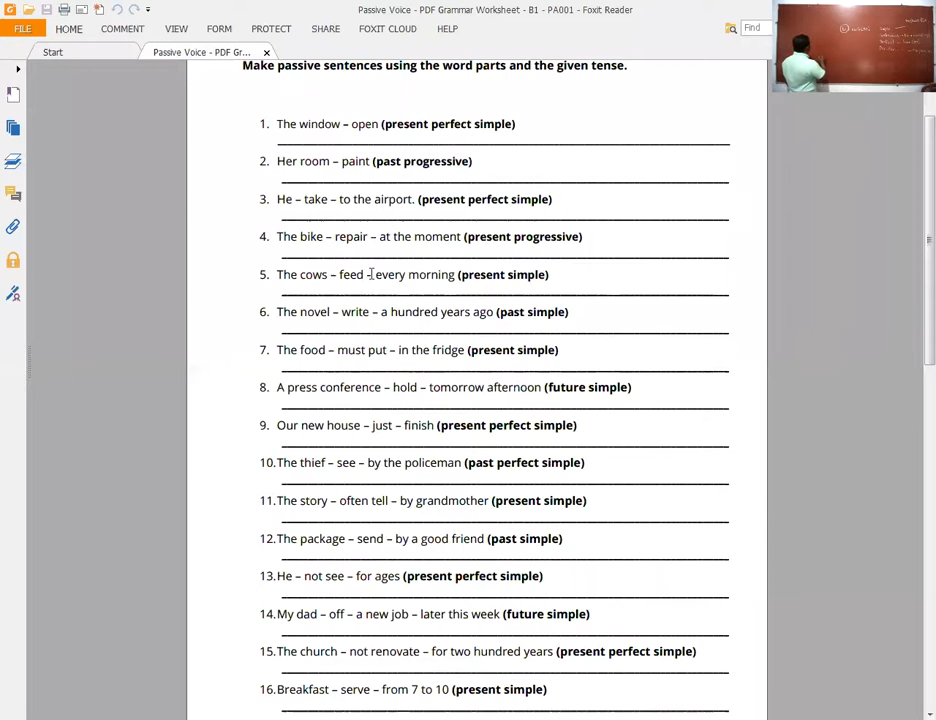 Passive Voice - PDF Grammar Worksheet - B1 - PA001 - Foxit Reader
FILE HOME COMMENT VIEW FORM PROTECT SHARE FOXIT CLOUD HELP Find
Start Passive Voice - PDF Gr...
Make passive sentences using the word parts and the given tense.
1. The window – open (present perfect simple)
2. Her room – paint (past progressive)
3. He – take – to the airport. (present perfect simple)
4. The bike – repair – at the moment (present progressive)
5. The cows – feed – every morning (present simple)
6. The novel – write – a hundred years ago (past simple)
7. The food – must put – in the fridge (present simple)
8. A press conference – hold – tomorrow afternoon (future simple)
9. Our new house – just – finish (present perfect simple)
10. The thief – see – by the policeman (past perfect simple)
11. The story – often tell – by grandmother (present simple)
12. The package – send – by a good friend (past simple)
13. He – not see – for ages (present perfect simple)
14. My dad – off – a new job – later this week (future simple)
15. The church – not renovate – for two hundred years (present perfect simple)
16. Breakfast – serve – from 7 to 10 (present simple)